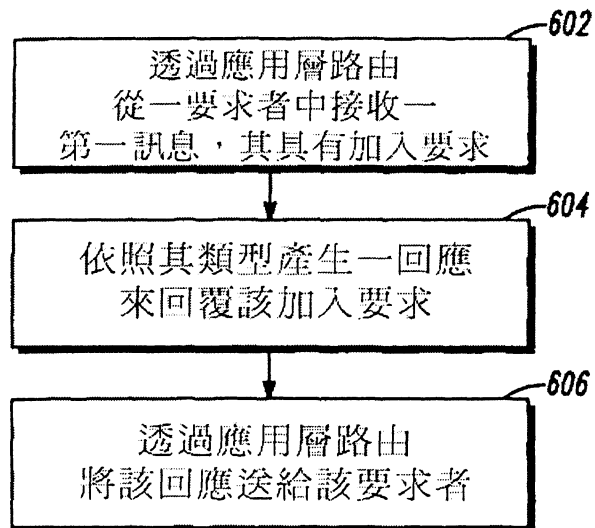 602
透過應用層路由
從一要求者中接收一
第一訊息，其具有加入要求
604
依照其類型產生一回應
來回覆該加入要求
606
透過應用層路由
將該回應送給該要求者